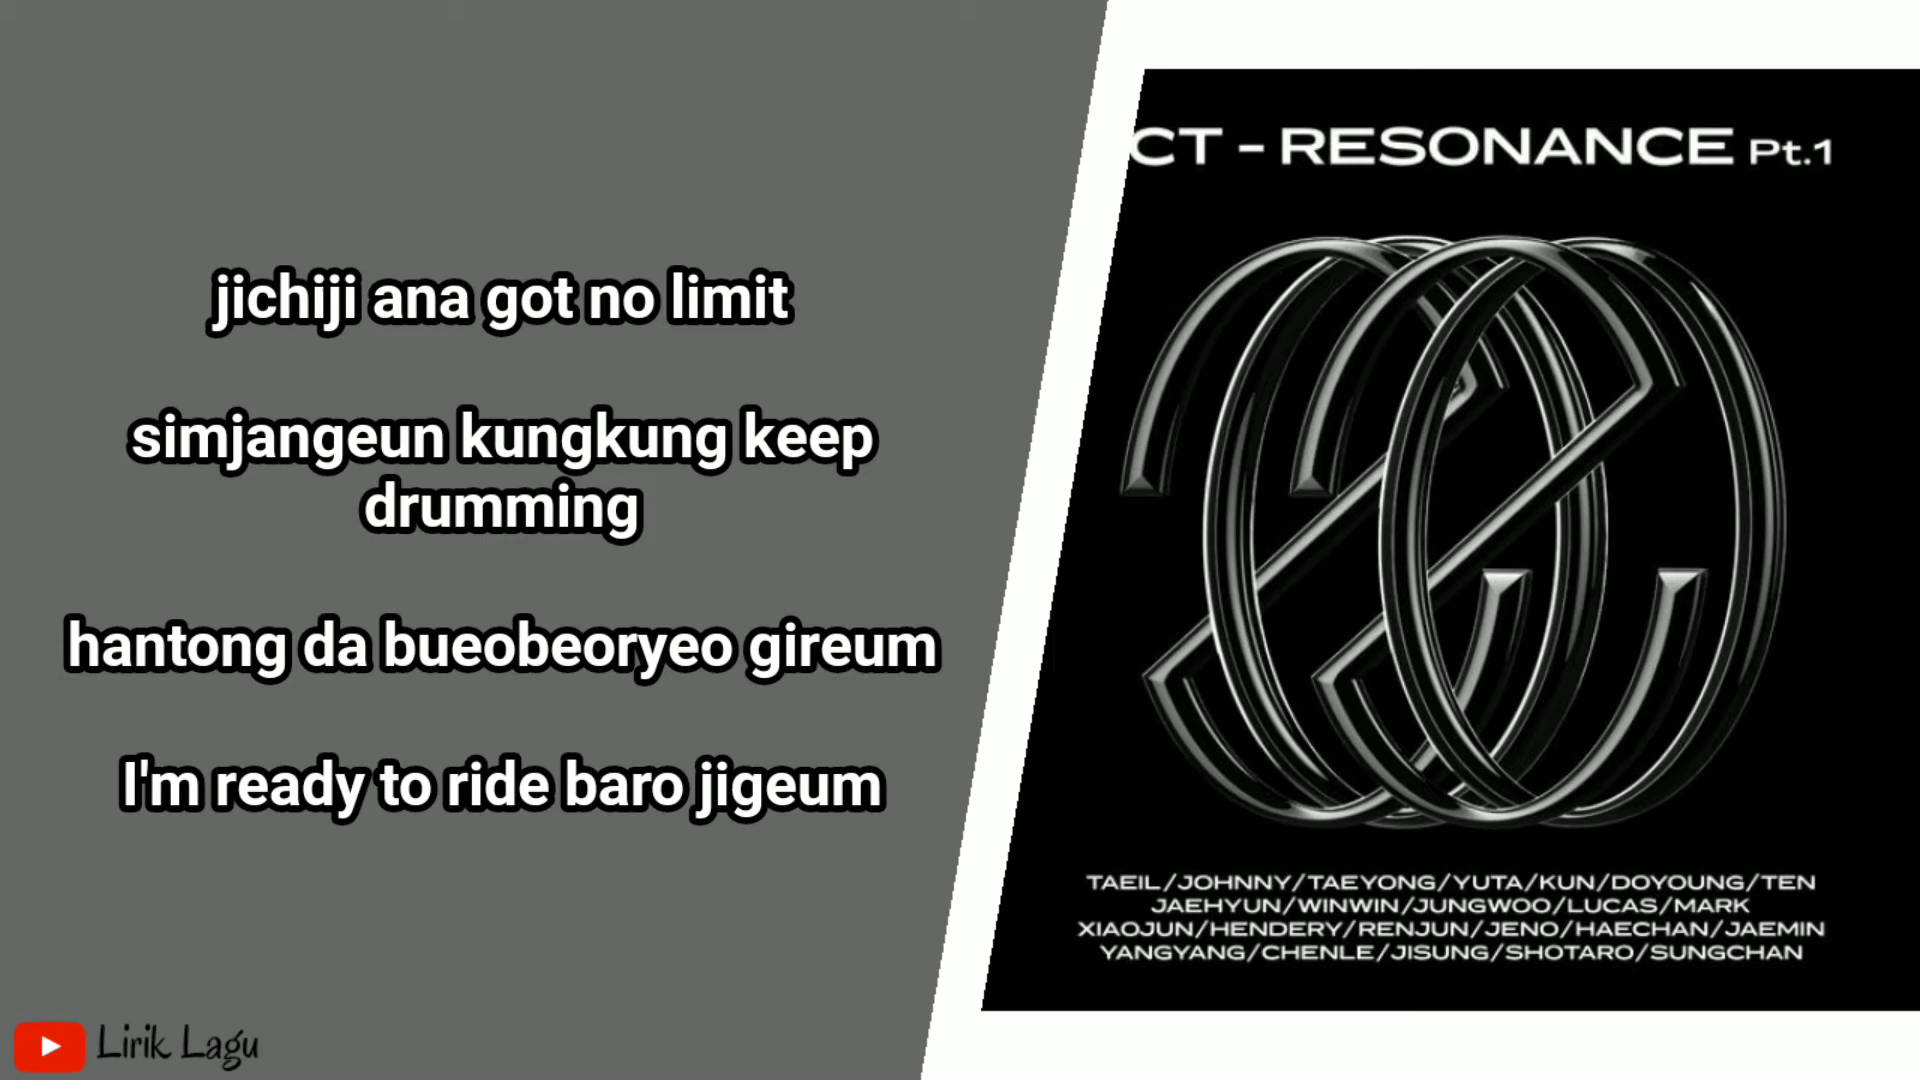 jichiji ana got no limit
simjangeun kungkung keep
drumming
hantong da bueobeoryeo gireum
I'm ready to ride baro jigeum
CT - RESONANCE Pt.1
TAEIL/JOHNNY/TAEYONG/YUTA/KUN/DOYOUNG/TEN
JAEHYUN/WINWIN/JUNGWOO/LUCAS/MARK
XIAOJUN/HENDERY/RENJUN/JENO/HAECHAN/JAEMIN
YANGYANG/CHENLE/JISUNG/SHOTARO/SUNGCHAN
Lirik Lagu